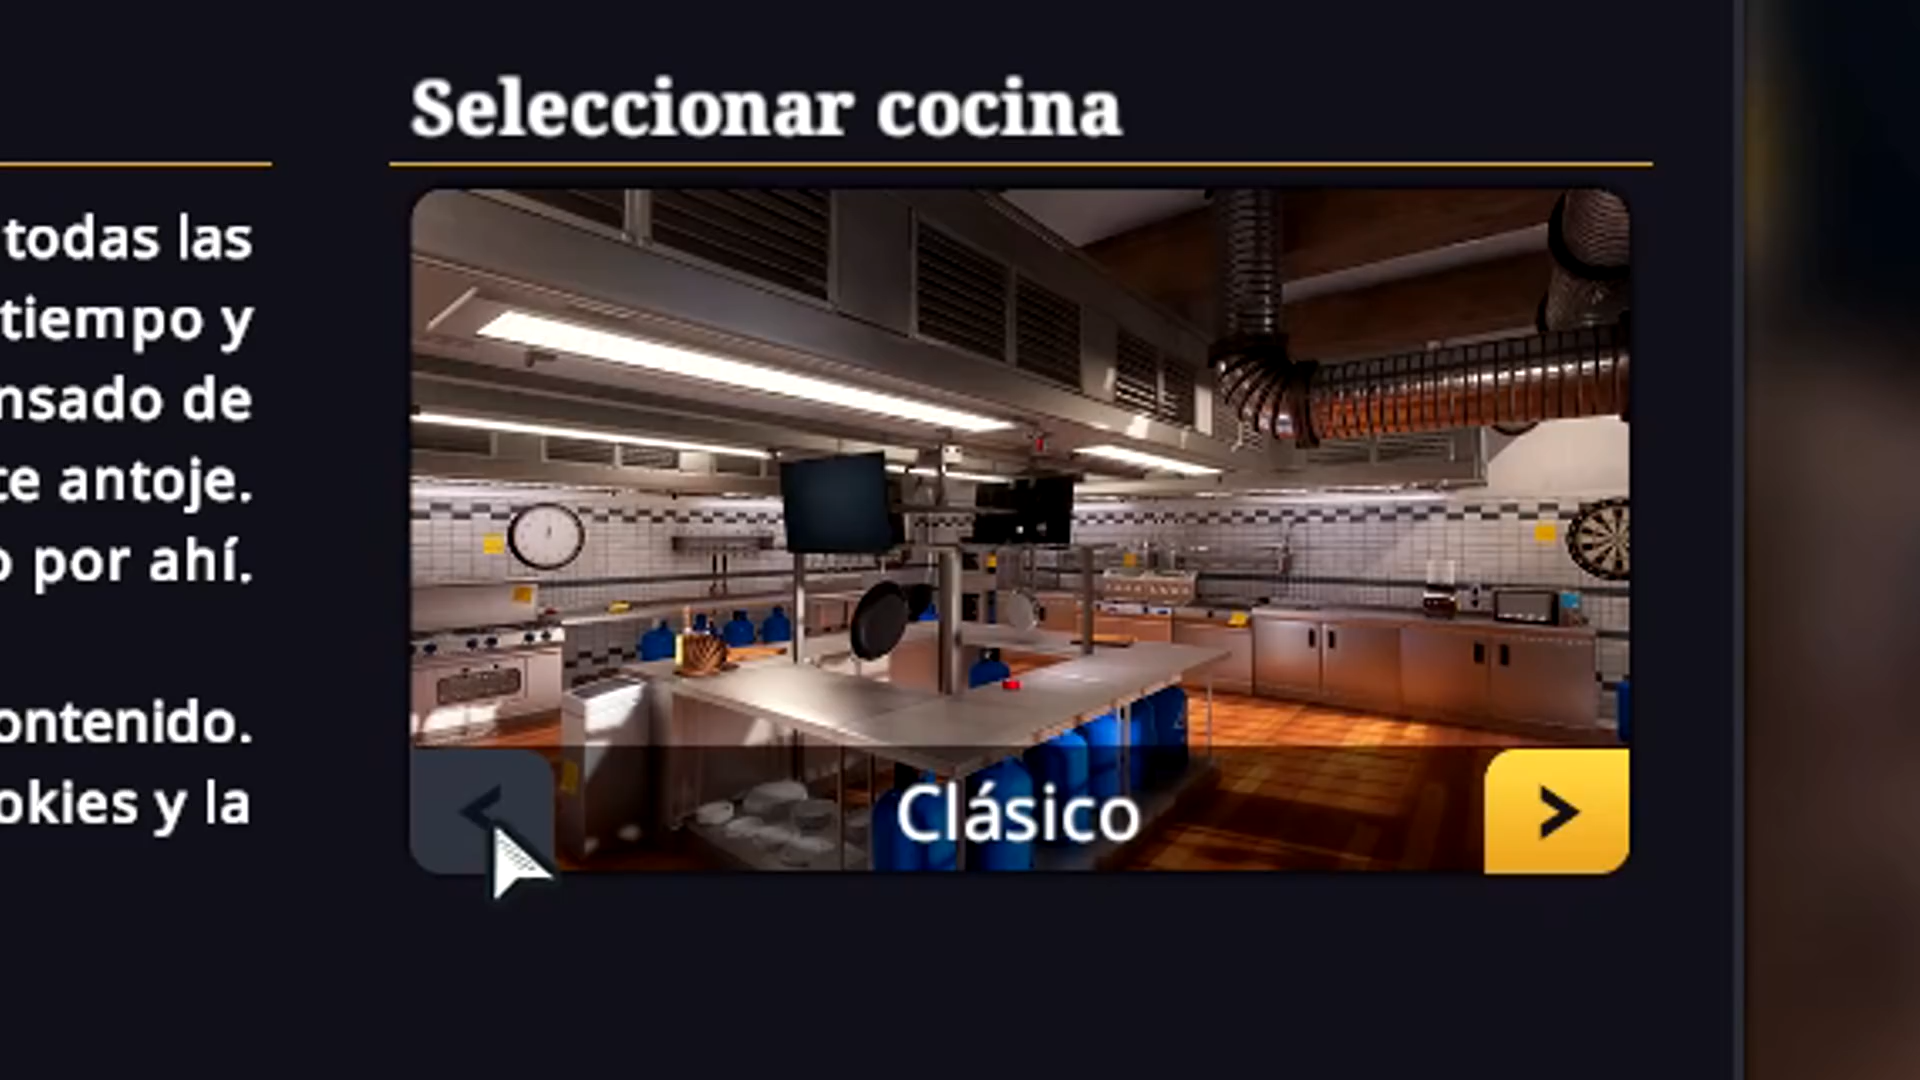 Seleccionar cocina
todas las
tiempo y
nsado de
te antoje.
o por ahí.
ontenido.
okies y la
Clásico